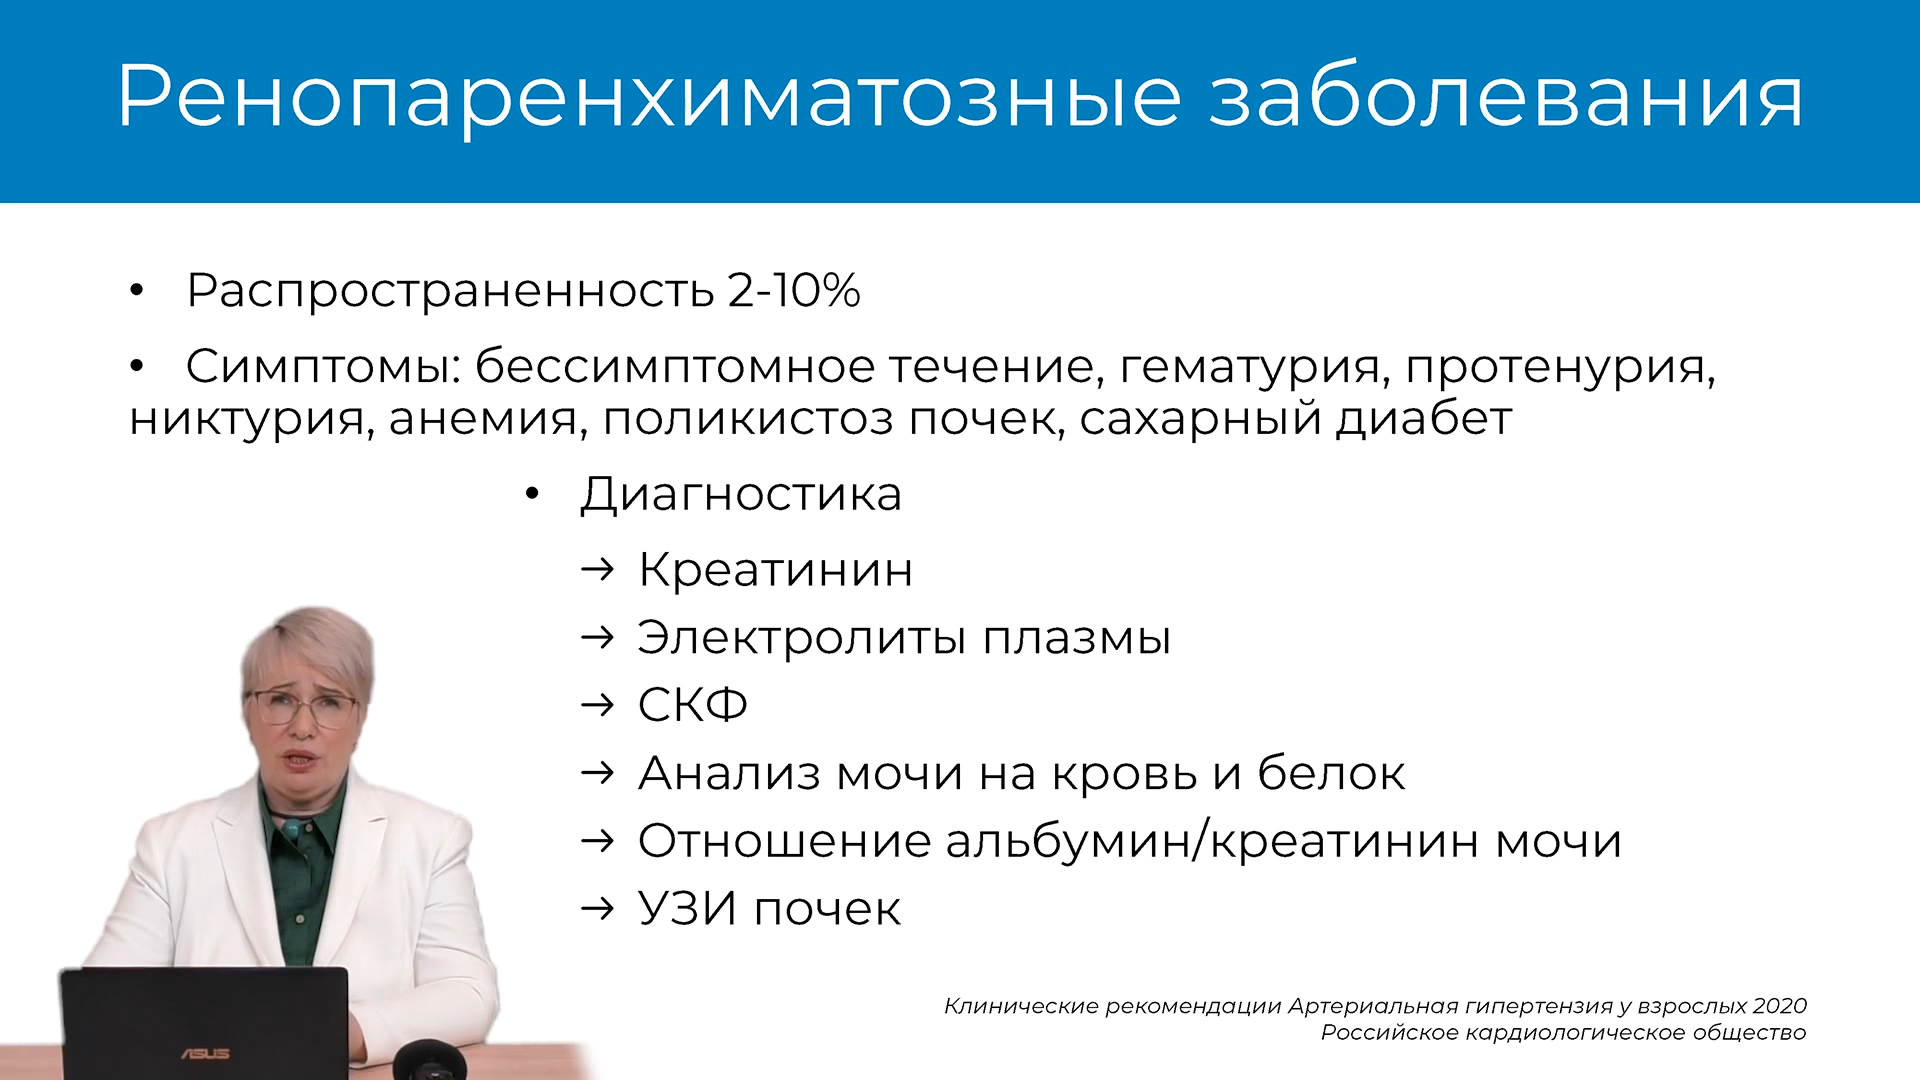 Ренопаренхиматозные заболевания
• Распространенность 2-10%
• Симптомы: бессимптомное течение, гематурия, протенурия,
никтурия, анемия, поликистоз почек, сахарный диабет
• Диагностика
→ Креатинин
→ Электролиты плазмы
→ СКФ
→ Анализ мочи на кровь и белок
→ Отношение альбумин/креатинин мочи
→ УЗИ почек
Клинические рекомендации Артериальная гипертензия у взрослых 2020
Российское кардиологическое общество
ASUS